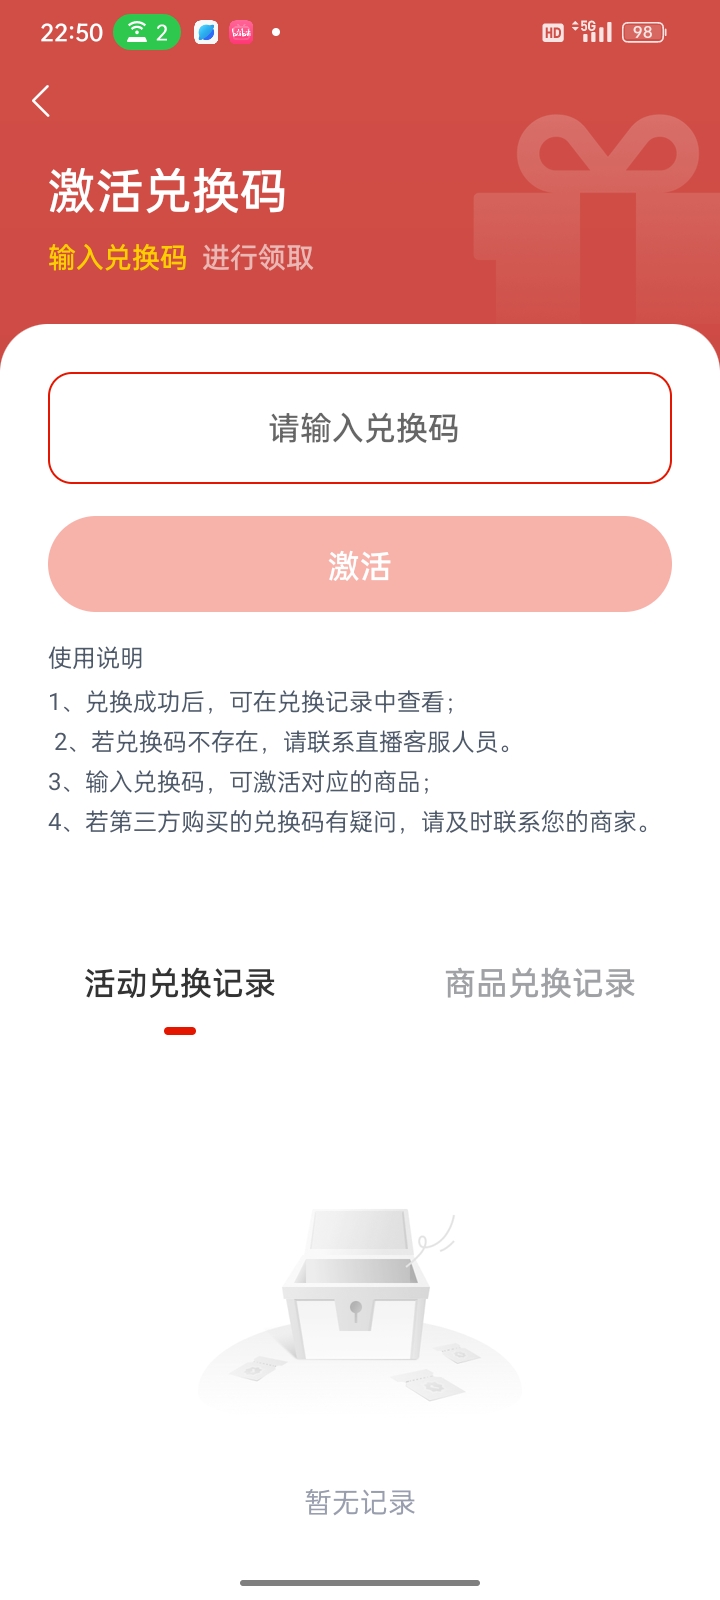 22:50 2 HD 5G 98
激活兑换码
输入兑换码 进行领取
请输入兑换码
激活
使用说明
1、兑换成功后，可在兑换记录中查看；
2、若兑换码不存在，请联系直播客服人员。
3、输入兑换码，可激活对应的商品；
4、若第三方购买的兑换码有疑问，请及时联系您的商家。
活动兑换记录 商品兑换记录
暂无记录